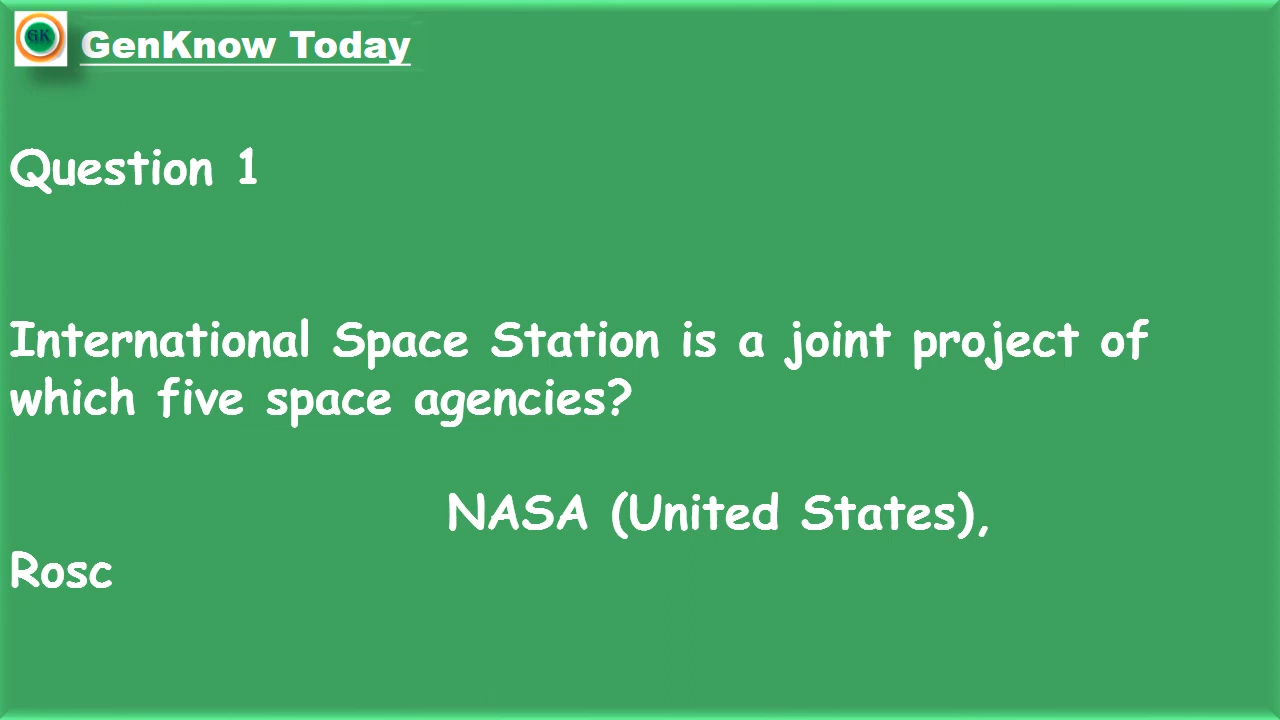 GK
GenKnow Today
Question 1
International Space Station is a joint project of
which five space agencies?
NASA (United States),
Rosc